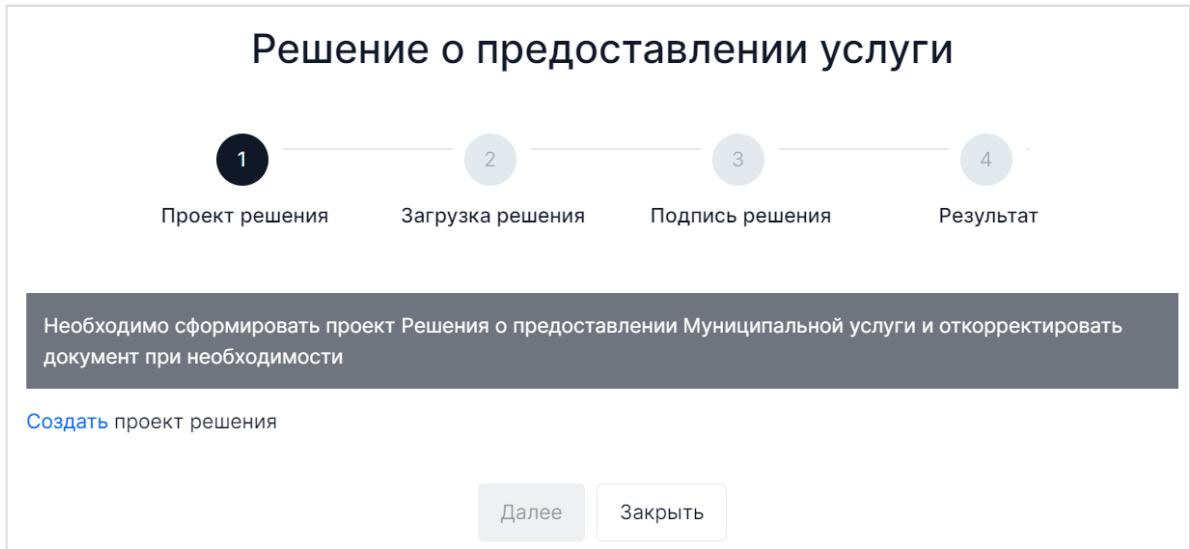 Решение о предоставлении услуги
1 2 3 4
Проект решения Загрузка решения Подпись решения Результат
Необходимо сформировать проект Решения о предоставлении Муниципальной услуги и откорректировать
документ при необходимости
Создать проект решения
Далее Закрыть